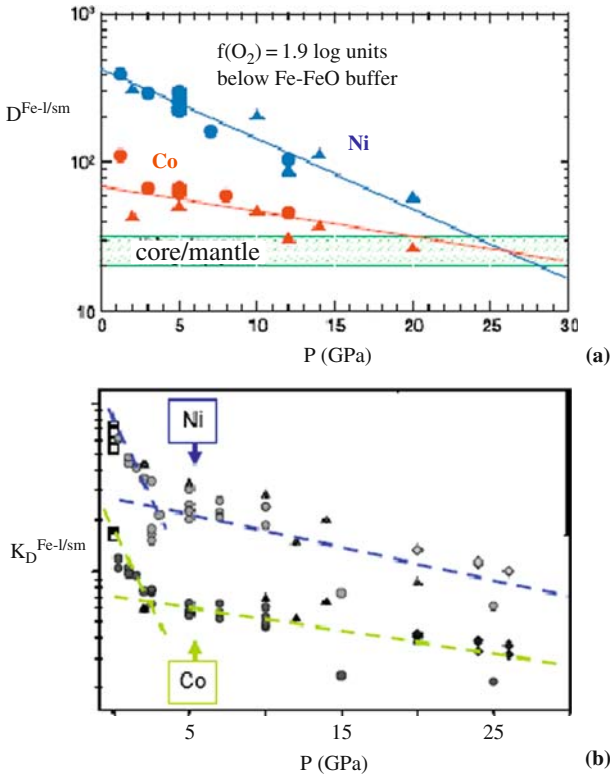 10³
f(O₂) = 1.9 log units
below Fe-FeO buffer
D^Fe-l/sm
Ni
Co
10²
core/mantle
10
0 5 10 15 20 25 30
P (GPa)
(a)
Ni
K_D^Fe-l/sm
Co
5 15 25
P (GPa)
(b)